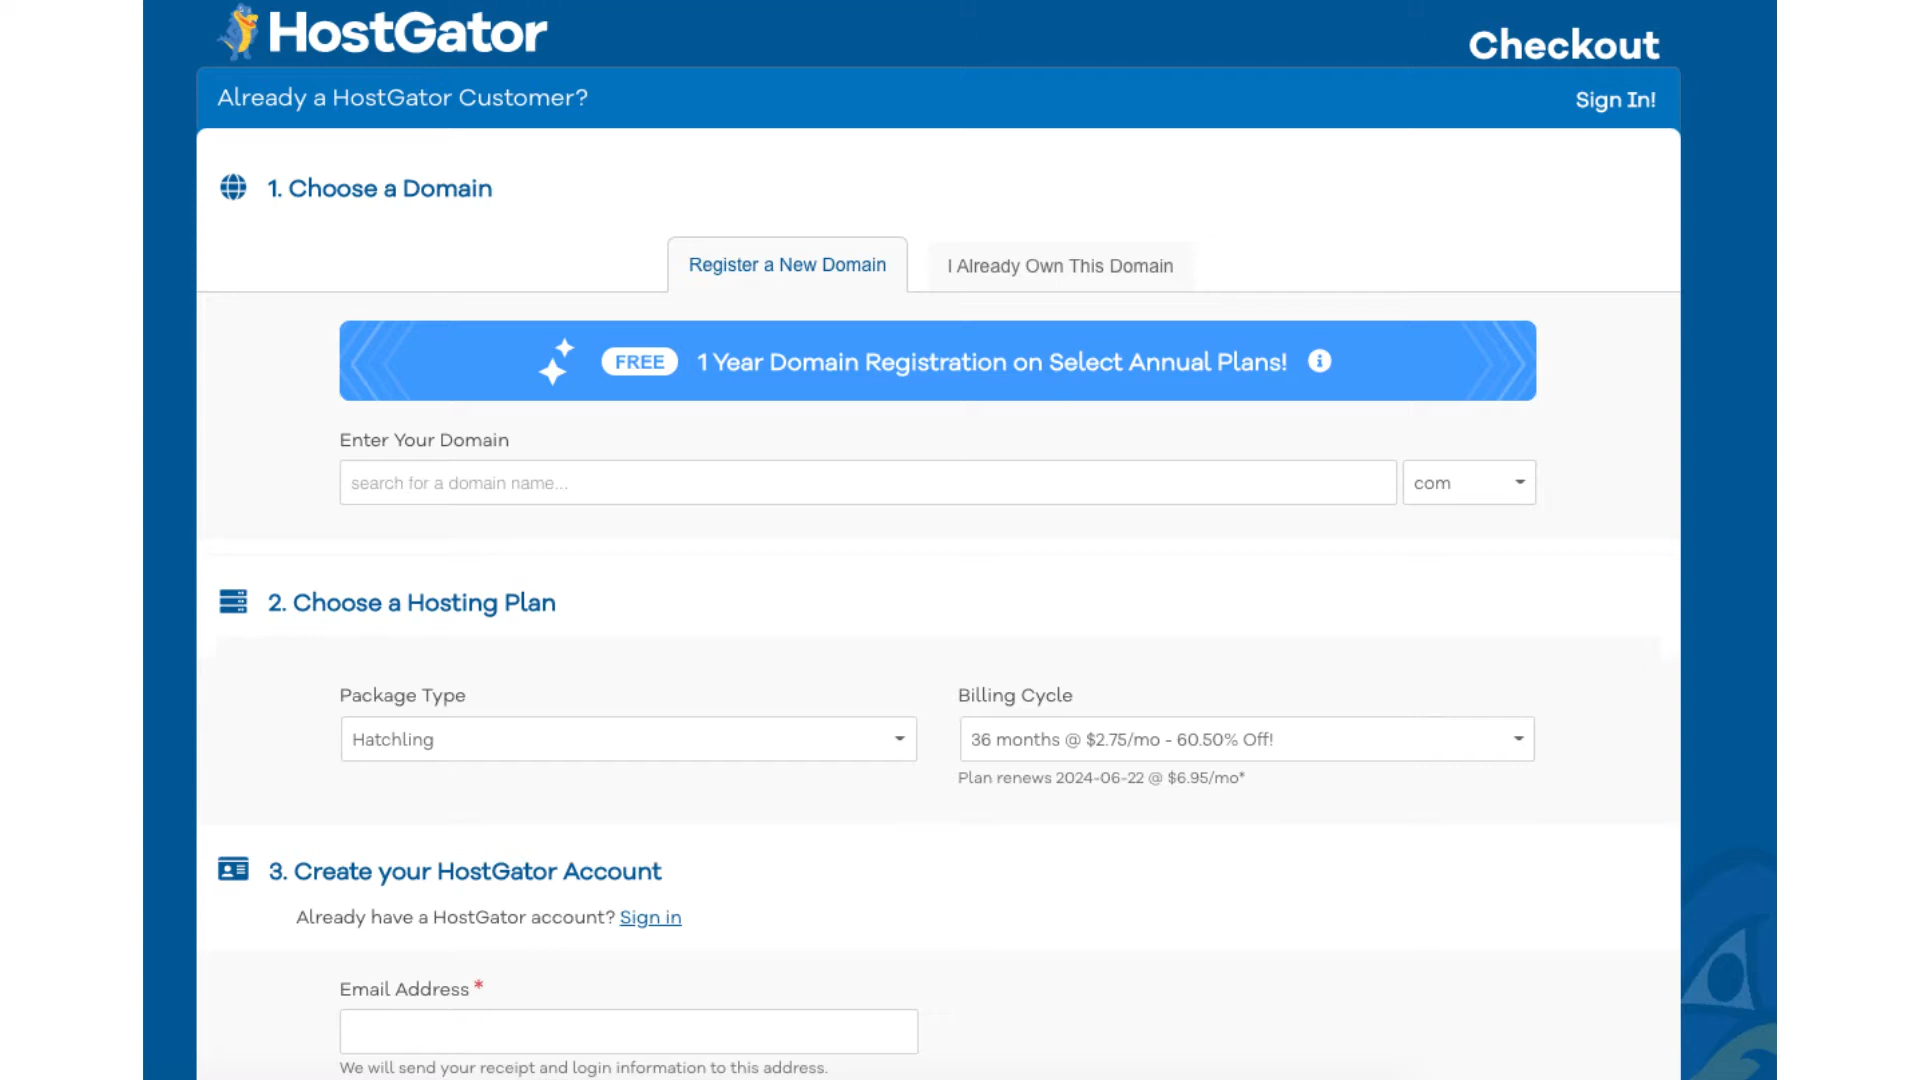 HostGator
Checkout
Already a HostGator Customer?
Sign In!
1. Choose a Domain
Register a New Domain
I Already Own This Domain
FREE 1 Year Domain Registration on Select Annual Plans!
Enter Your Domain
search for a domain name...
com
2. Choose a Hosting Plan
Package Type
Billing Cycle
Hatchling
36 months @ $2.75/mo - 60.50% Off!
Plan renews 2024-06-22 @ $6.95/mo*
3. Create your HostGator Account
Already have a HostGator account? Sign in
Email Address *
We will send your receipt and login information to this address.